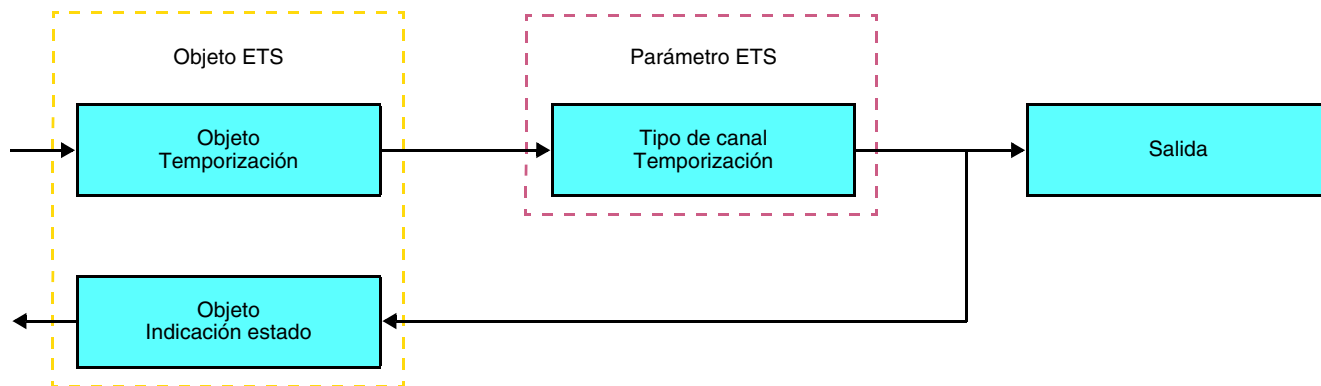 Objeto ETS
Parámetro ETS
Objeto
Temporización
Tipo de canal
Temporización
Salida
Objeto
Indicación estado